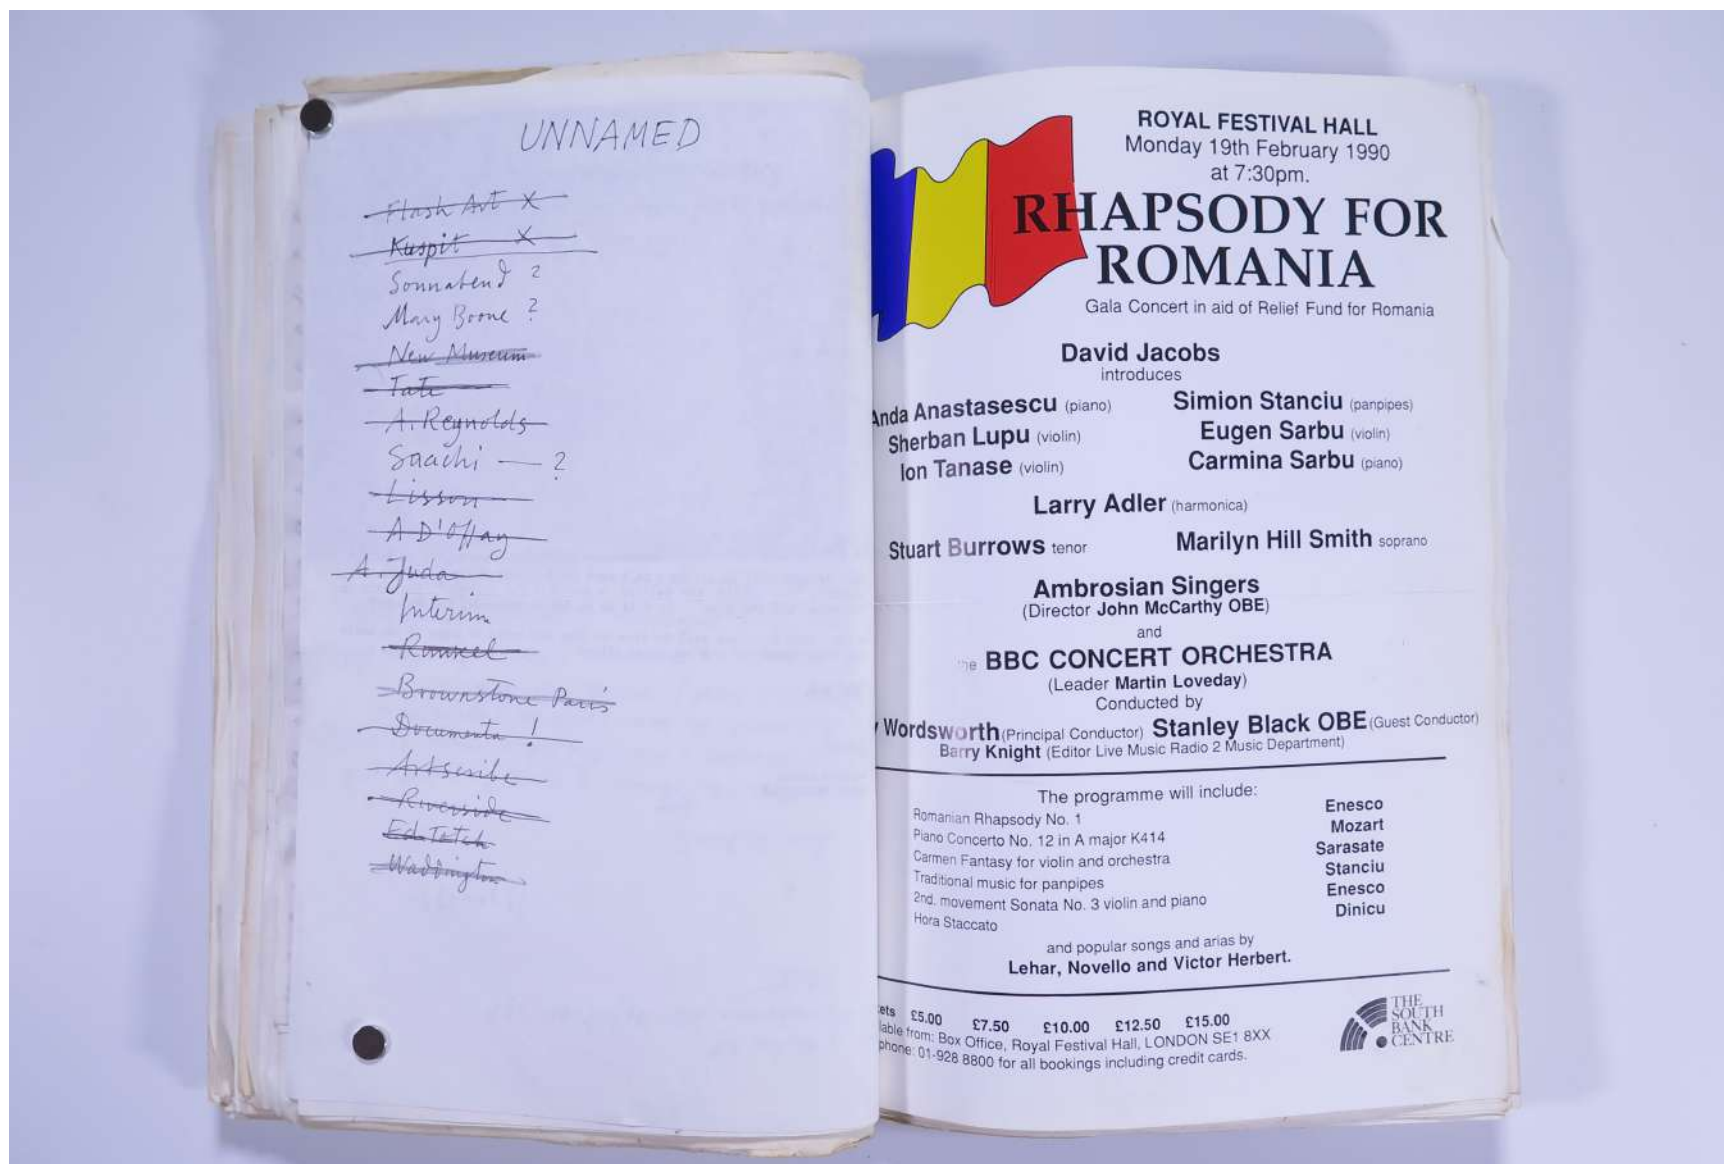 UNNAMED
Flash Art X
Kuspit X
Sonnabend ?
Mary Boone ?
New Museum
Tate
A. Reynolds
Saachi — ?
Lisson
A D'Offay
A. Juda
Interim
Brownstone Paris
Documenta !
Artscribe
Riverside
Ed Totah
Waddington
ROYAL FESTIVAL HALL
Monday 19th February 1990
at 7:30pm.
RHAPSODY FOR
ROMANIA
Gala Concert in aid of Relief Fund for Romania
David Jacobs
introduces
Anda Anastasescu (piano)
Simion Stanciu (panpipes)
Sherban Lupu (violin)
Eugen Sarbu (violin)
Ion Tanase (violin)
Carmina Sarbu (piano)
Larry Adler (harmonica)
Stuart Burrows tenor
Marilyn Hill Smith soprano
Ambrosian Singers
(Director John McCarthy OBE)
and
he BBC CONCERT ORCHESTRA
(Leader Martin Loveday)
Conducted by
y Wordsworth (Principal Conductor) Stanley Black OBE (Guest Conductor)
Barry Knight (Editor Live Music Radio 2 Music Department)
The programme will include:
Romanian Rhapsody No. 1 Enesco
Piano Concerto No. 12 in A major K414 Mozart
Carmen Fantasy for violin and orchestra Sarasate
Traditional music for panpipes Stanciu
2nd. movement Sonata No. 3 violin and piano Enesco
Hora Staccato Dinicu
and popular songs and arias by
Lehar, Novello and Victor Herbert.
ets £5.00 £7.50 £10.00 £12.50 £15.00
lable from: Box Office, Royal Festival Hall, LONDON SE1 8XX
phone: 01-928 8800 for all bookings including credit cards.
THE
SOUTH
BANK
CENTRE